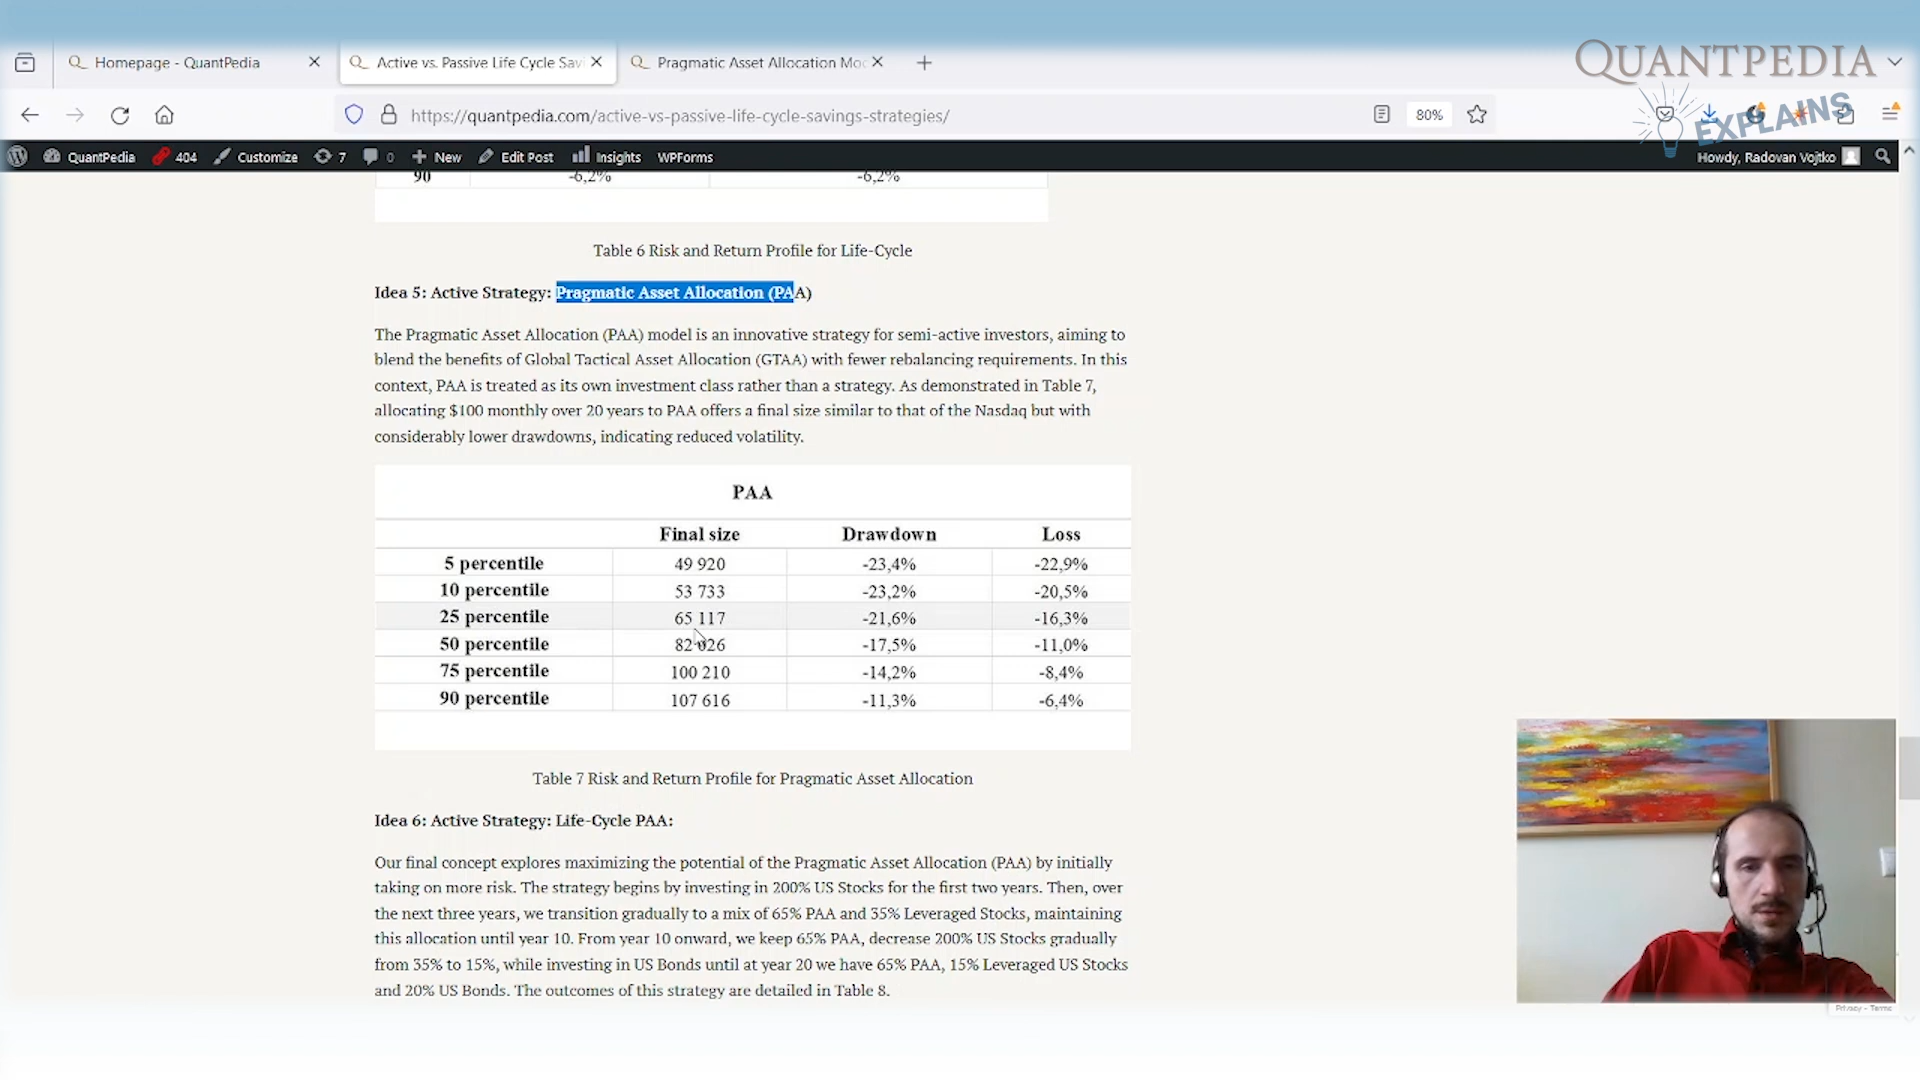 QUANTPEDIA
EXPLAINS
Homepage - QuantPedia
Active vs. Passive Life Cycle Savi
Pragmatic Asset Allocation Mod
https://quantpedia.com/active-vs-passive-life-cycle-savings-strategies/
80%
QuantPedia 404 Customize 7 0 New Edit Post Insights WPForms Howdy, Radovan Vojtko
90 -6,2% -6,2%
Table 6 Risk and Return Profile for Life-Cycle
Idea 5: Active Strategy: Pragmatic Asset Allocation (PAA)
The Pragmatic Asset Allocation (PAA) model is an innovative strategy for semi-active investors, aiming to
blend the benefits of Global Tactical Asset Allocation (GTAA) with fewer rebalancing requirements. In this
context, PAA is treated as its own investment class rather than a strategy. As demonstrated in Table 7,
allocating $100 monthly over 20 years to PAA offers a final size similar to that of the Nasdaq but with
considerably lower drawdowns, indicating reduced volatility.
PAA
Final size Drawdown Loss
5 percentile 49 920 -23,4% -22,9%
10 percentile 53 733 -23,2% -20,5%
25 percentile 65 117 -21,6% -16,3%
50 percentile 82 026 -17,5% -11,0%
75 percentile 100 210 -14,2% -8,4%
90 percentile 107 616 -11,3% -6,4%
Table 7 Risk and Return Profile for Pragmatic Asset Allocation
Idea 6: Active Strategy: Life-Cycle PAA:
Our final concept explores maximizing the potential of the Pragmatic Asset Allocation (PAA) by initially
taking on more risk. The strategy begins by investing in 200% US Stocks for the first two years. Then, over
the next three years, we transition gradually to a mix of 65% PAA and 35% Leveraged Stocks, maintaining
this allocation until year 10. From year 10 onward, we keep 65% PAA, decrease 200% US Stocks gradually
from 35% to 15%, while investing in US Bonds until at year 20 we have 65% PAA, 15% Leveraged US Stocks
and 20% US Bonds. The outcomes of this strategy are detailed in Table 8.
Privacy - Terms